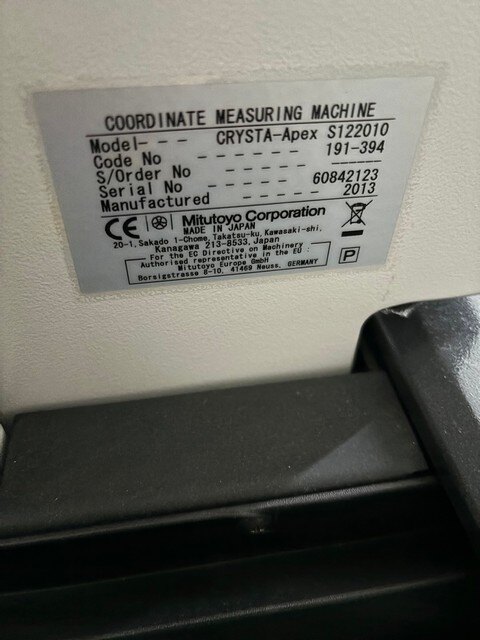 COORDINATE MEASURING MACHINE
Model- - - CRYSTA-Apex S122010
Code No - - - - - - 191-394
S/Order No - - - - - ------
Serial No - - - - - 60842123
Manufactured - - - - - 2013
CE Mitutoyo Corporation
MADE IN JAPAN
20-1, Sakado 1-Chome, Takatsu-ku, Kawasaki-shi,
Kanagawa 213-8533, Japan
For the EC Directive on Machinery
Authorised representative in the EU :
Mitutoyo Europe GmbH
Borsigstrasse 8-10, 41469 Neuss, GERMANY
P